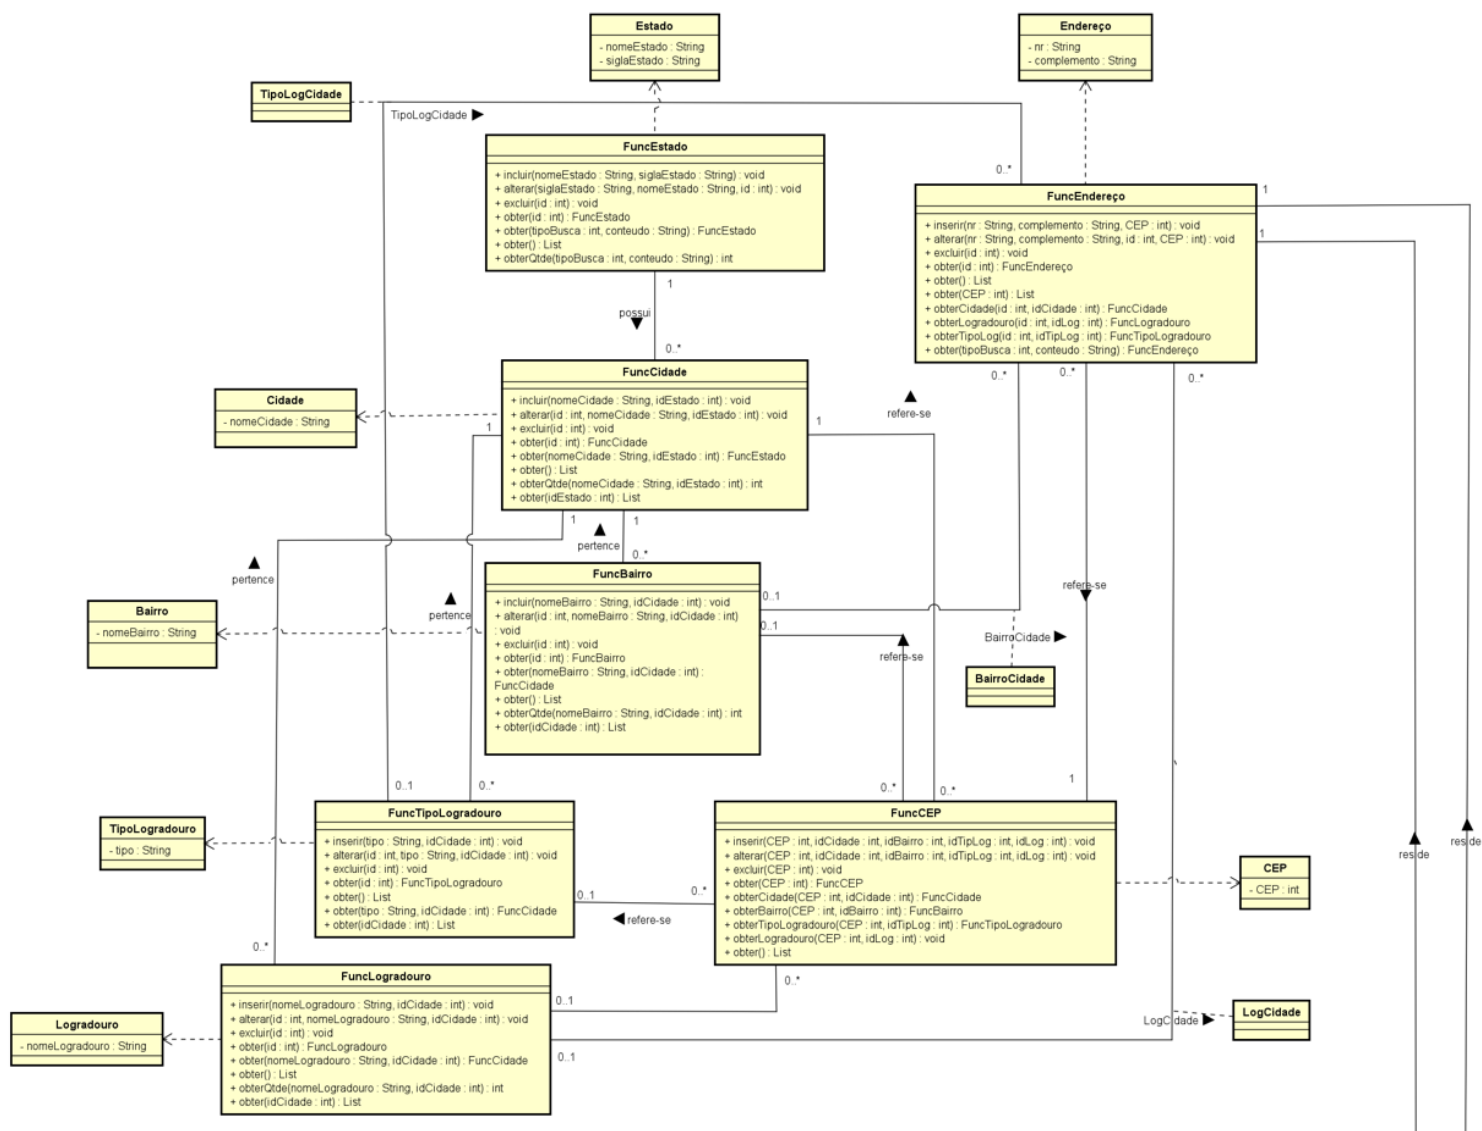 Estado
- nomeEstado : String
- siglaEstado : String
Endereço
- nr : String
- complemento : String
TipoLogCidade
TipoLogCidade ▶
FuncEstado
+ incluir(nomeEstado : String, siglaEstado : String) : void
+ alterar(siglaEstado : String, nomeEstado : String, id : int) : void
+ excluir(id : int) : void
+ obter(id : int) : FuncEstado
+ obter(tipoBusca : int, conteudo : String) : FuncEstado
+ obter() : List
+ obterQtde(tipoBusca : int, conteudo : String) : int
0..*
1
1
FuncEndereço
+ inserir(nr : String, complemento : String, CEP : int) : void
+ alterar(nr : String, complemento : String, id : int, CEP : int) : void
+ excluir(id : int) : void
+ obter(id : int) : FuncEndereço
+ obter() : List
+ obter(CEP : int) : List
+ obterCidade(id : int, idCidade : int) : FuncCidade
+ obterLogradouro(id : int, idLog : int) : FuncLogradouro
+ obterTipoLog(id : int, idTipLog : int) : FuncTipoLogradouro
+ obter(tipoBusca : int, conteudo : String) : FuncEndereço
1
possui
0..*
0..*
0..*
0..*
FuncCidade
+ incluir(nomeCidade : String, idEstado : int) : void
+ alterar(id : int, nomeCidade : String, idEstado : int) : void
+ excluir(id : int) : void
+ obter(id : int) : FuncCidade
+ obter(nomeCidade : String, idEstado : int) : FuncEstado
+ obter() : List
+ obterQtde(nomeCidade : String, idEstado : int) : int
+ obter(idEstado : int) : List
Cidade
- nomeCidade : String
refere-se
1
1
1
1
pertence
0..*
pertence
pertence
FuncBairro
+ incluir(nomeBairro : String, idCidade : int) : void
+ alterar(id : int, nomeBairro : String, idCidade : int)
: void
+ excluir(id : int) : void
+ obter(id : int) : FuncBairro
+ obter(nomeBairro : String, idCidade : int) :
FuncCidade
+ obter() : List
+ obterQtde(nomeBairro : String, idCidade : int) : int
+ obter(idCidade : int) : List
Bairro
- nomeBairro : String
0..1
0..1
refere-se
refere-se
BairroCidade ▶
BairroCidade
0..1
0..*
0..*
0..*
1
FuncTipoLogradouro
+ inserir(tipo : String, idCidade : int) : void
+ alterar(id : int, tipo : String, idCidade : int) : void
+ excluir(id : int) : void
+ obter(id : int) : FuncTipoLogradouro
+ obter() : List
+ obter(tipo : String, idCidade : int) : FuncCidade
+ obter(idCidade : int) : List
TipoLogradouro
- tipo : String
FuncCEP
+ inserir(CEP : int, idCidade : int, idBairro : int, idTipLog : int, idLog : int) : void
+ alterar(CEP : int, idCidade : int, idBairro : int, idTipLog : int, idLog : int) : void
+ excluir(CEP : int) : void
+ obter(CEP : int) : FuncCEP
+ obterCidade(CEP : int, idCidade : int) : FuncCidade
+ obterBairro(CEP : int, idBairro : int) : FuncBairro
+ obterTipoLogradouro(CEP : int, idTipLog : int) : FuncTipoLogradouro
+ obterLogradouro(CEP : int, idLog : int) : void
+ obter() : List
reside
reside
CEP
- CEP : int
0..1
0..*
◀ refere-se
0..*
FuncLogradouro
+ inserir(nomeLogradouro : String, idCidade : int) : void
+ alterar(id : int, nomeLogradouro : String, idCidade : int) : void
+ excluir(id : int) : void
+ obter(id : int) : FuncLogradouro
+ obter(nomeLogradouro : String, idCidade : int) : FuncCidade
+ obter() : List
+ obterQtde(nomeLogradouro : String, idCidade : int) : int
+ obter(idCidade : int) : List
Logradouro
- nomeLogradouro : String
0..*
0..1
0..1
LogCidade ▶
LogCidade